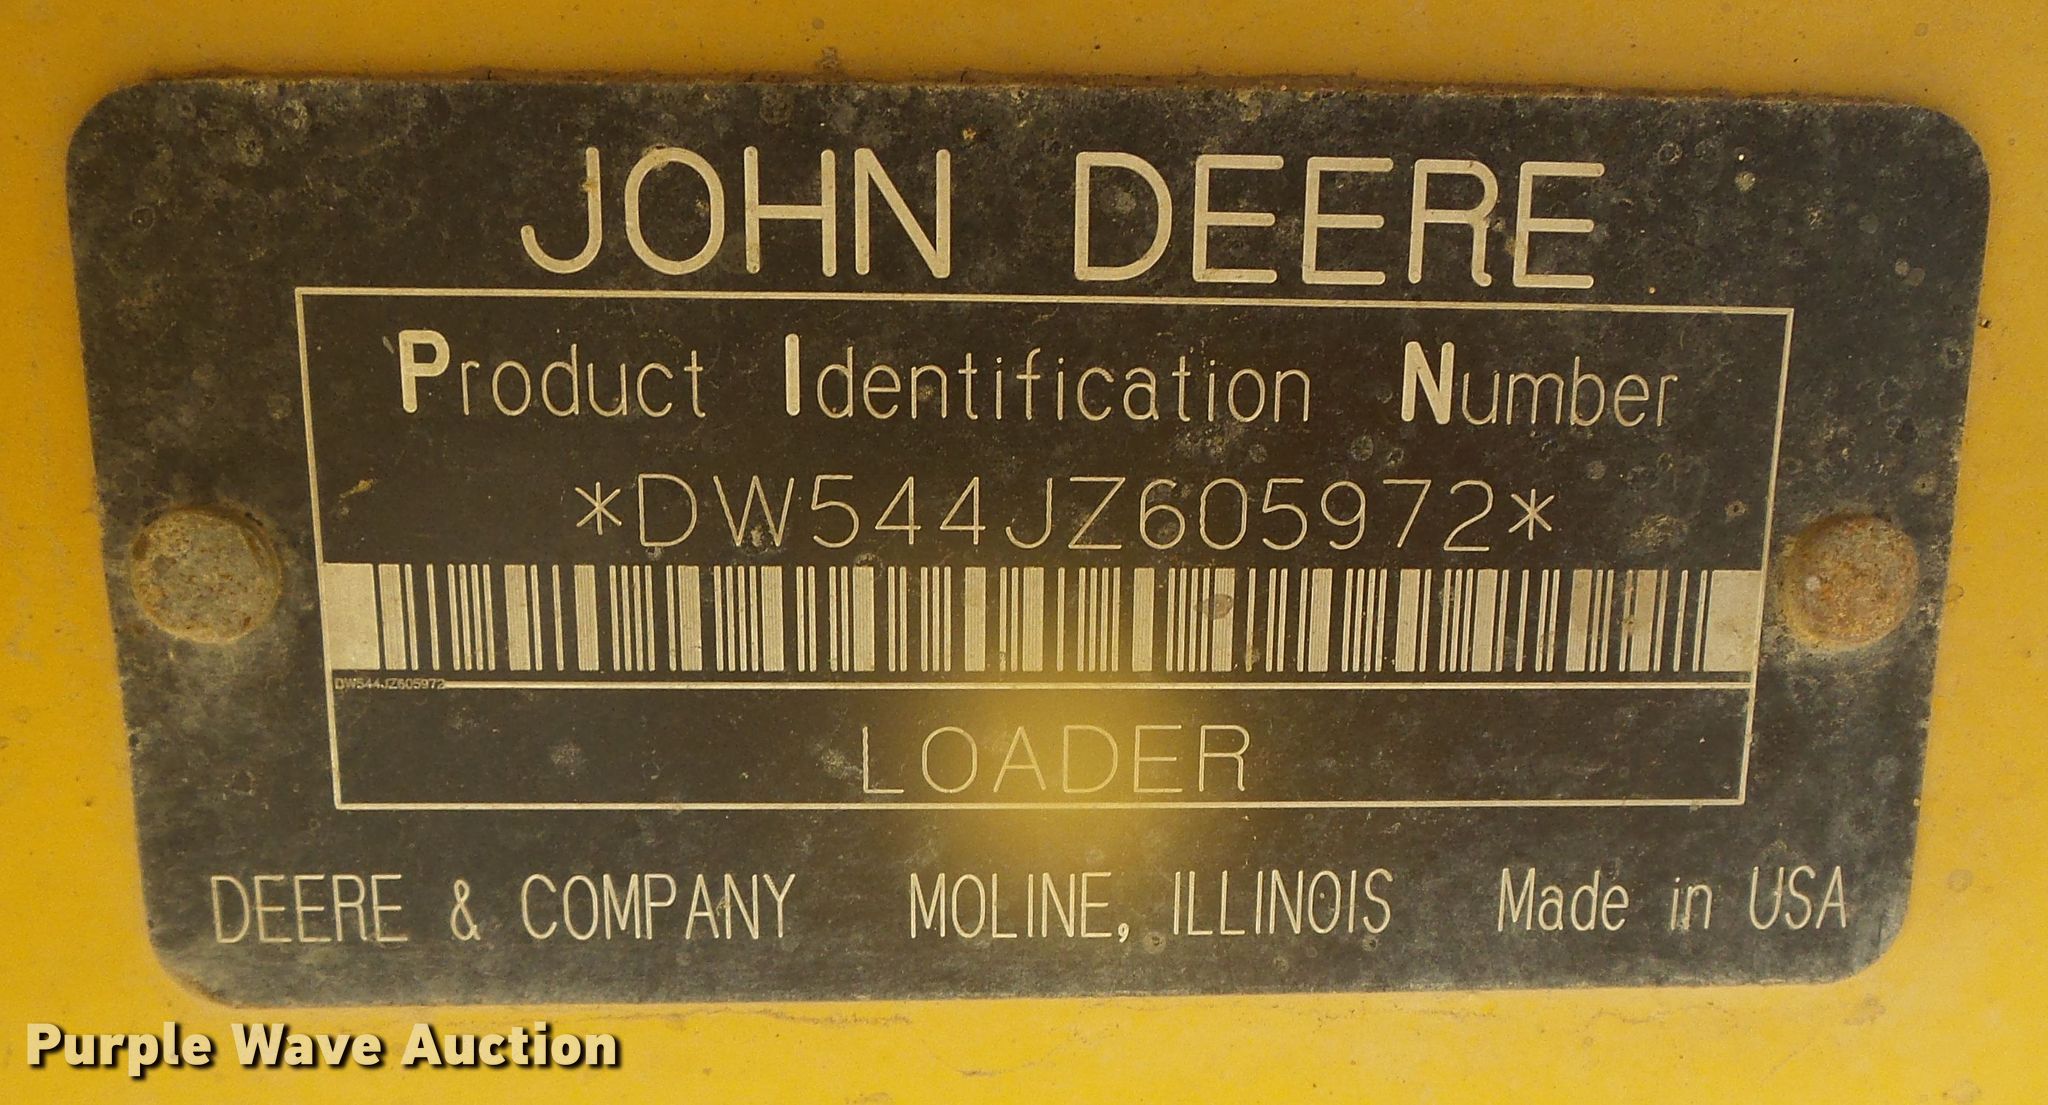 JOHN DEERE
Product Identification Number
*DW544JZ605972*
DW544JZ605972
LOADER
DEERE & COMPANY MOLINE, ILLINOIS Made in USA
Purple Wave Auction